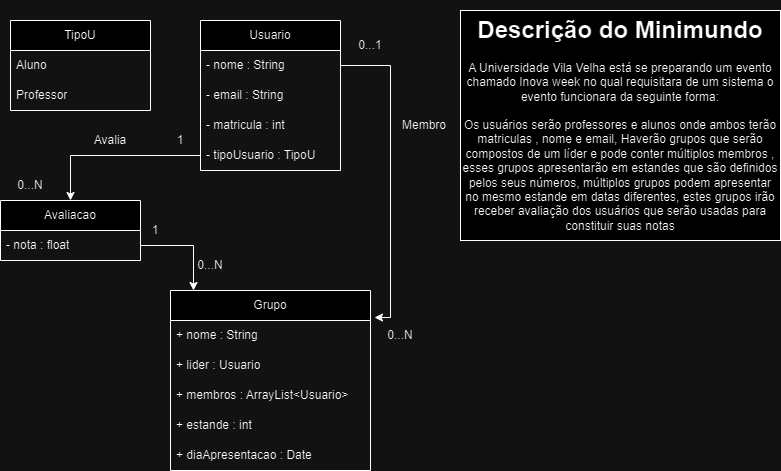 TipoU
Aluno
Professor
Usuario
- nome : String
- email : String
- matricula : int
- tipoUsuario : TipoU
0...1
Membro
0...N
Avalia
1
0...N
Avaliacao
- nota : float
1
0...N
Grupo
+ nome : String
+ lider : Usuario
+ membros : ArrayList<Usuario>
+ estande : int
+ diaApresentacao : Date
Descrição do Minimundo
A Universidade Vila Velha está se preparando um evento
chamado Inova week no qual requisitara de um sistema o
evento funcionara da seguinte forma:
Os usuários serão professores e alunos onde ambos terão
matriculas , nome e email, Haverão grupos que serão
compostos de um líder e pode conter múltiplos membros ,
esses grupos apresentarão em estandes que são definidos
pelos seus números, múltiplos grupos podem apresentar
no mesmo estande em datas diferente, estes grupos irão
receber avaliação dos usuários que serão usadas para
constituir suas notas